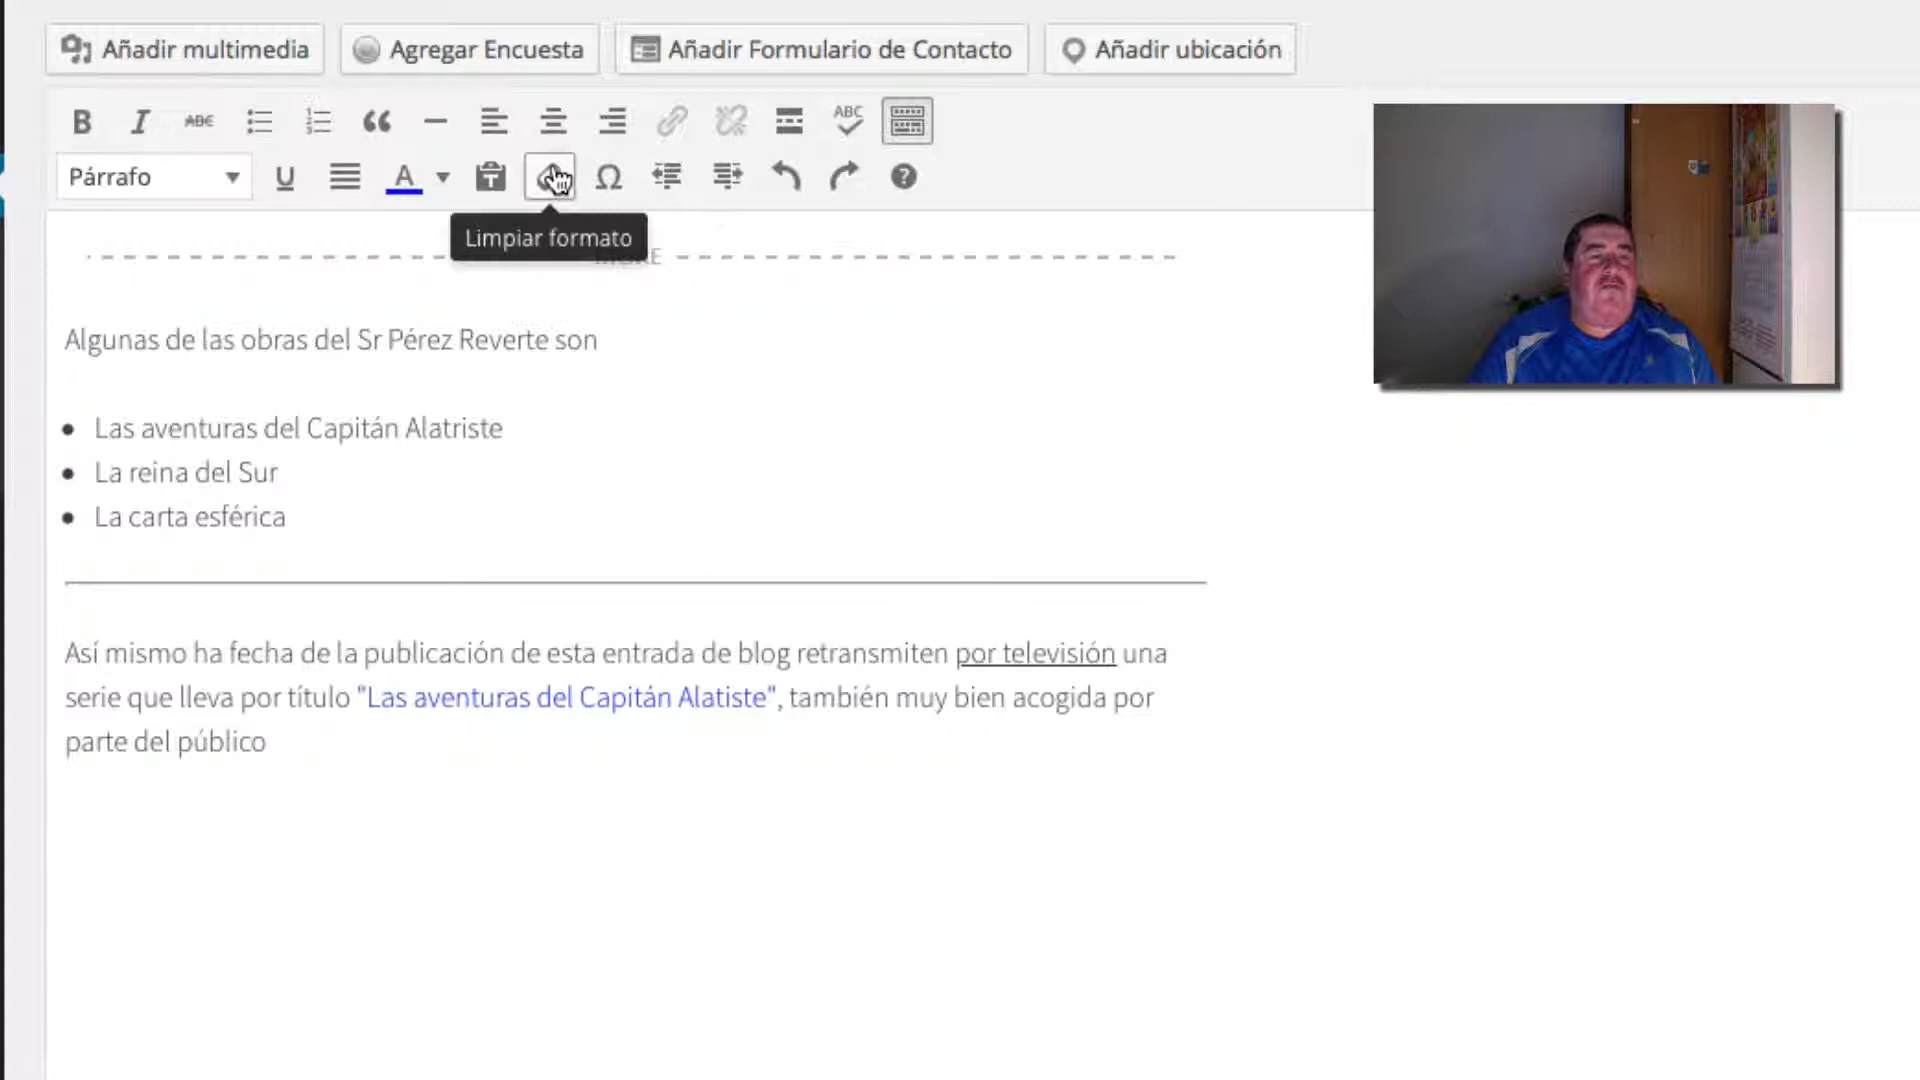 Añadir multimedia
Agregar Encuesta
Añadir Formulario de Contacto
Añadir ubicación
B I ABC ABC
Párrafo
U A T Ω ?
Limpiar formato
Algunas de las obras del Sr Pérez Reverte son
Las aventuras del Capitán Alatriste
La reina del Sur
La carta esférica
Así mismo ha fecha de la publicación de esta entrada de blog retransmiten por televisión una
serie que lleva por título "Las aventuras del Capitán Alatiste", también muy bien acogida por
parte del público